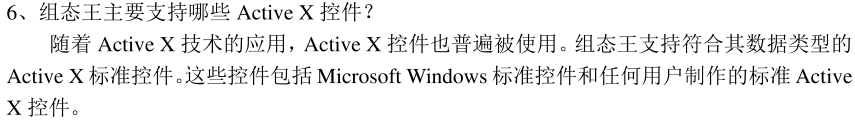 6、组态王主要支持哪些 Active X 控件？
随着 Active X 技术的应用，Active X 控件也普遍被使用。组态王支持符合其数据类型的
Active X 标准控件。这些控件包括 Microsoft Windows 标准控件和任何用户制作的标准 Active
X 控件。